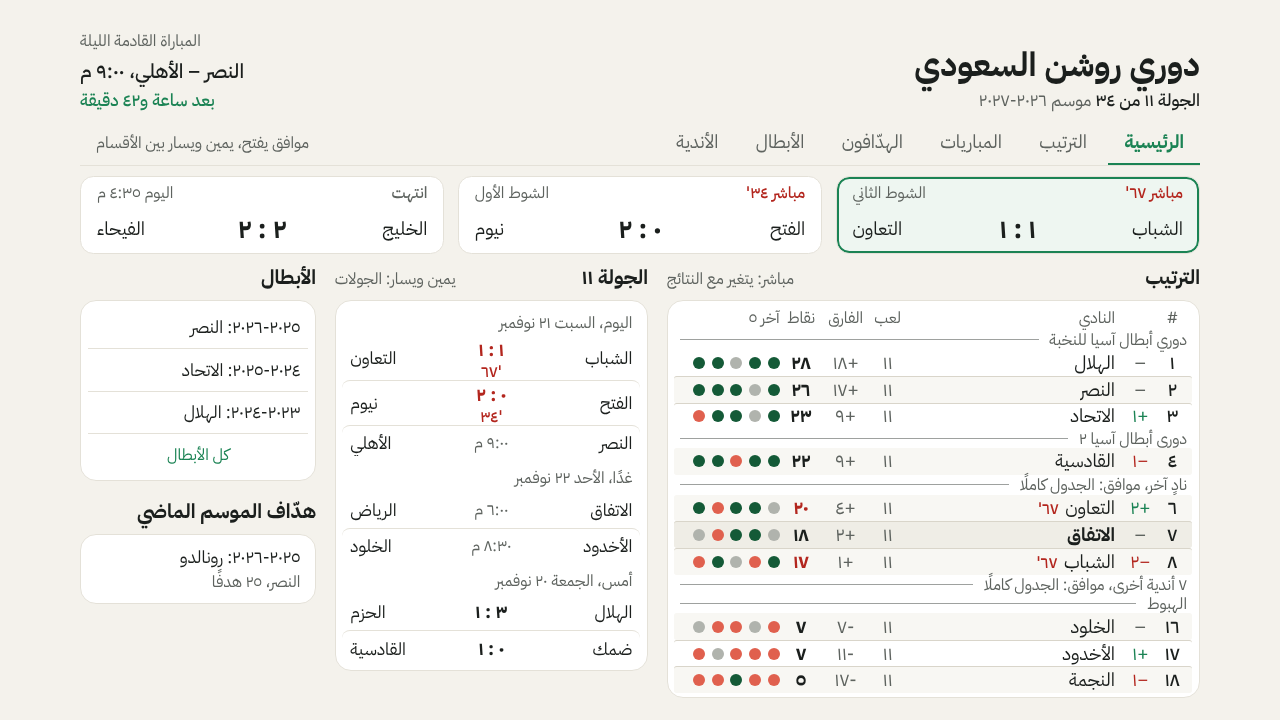 دوري روشن السعودي
الجولة ١١ من ٣٤ موسم ٢٠٢٦-٢٠٢٧
المباراة القادمة الليلة
النصر – الأهلي، ٩:٠٠ م
بعد ساعة و٤٢ دقيقة
الرئيسية الترتيب المباريات الهدّافون الأبطال الأندية
موافق يفتح، يمين ويسار بين الأقسام
مباشر ٦٧' الشوط الثاني
الشباب ١ : ١ التعاون
مباشر ٣٤' الشوط الأول
الفتح ٠ : ٢ نيوم
انتهت اليوم ٤:٣٥ م
الخليج ٢ : ٢ الفيحاء
الترتيب مباشر: يتغير مع النتائج
# النادي لعب الفارق نقاط آخر ٥
دوري أبطال آسيا للنخبة
١ – الهلال ١١ +١٨ ٢٨
٢ – النصر ١١ +١٧ ٢٦
٣ +١ الاتحاد ١١ +٩ ٢٣
دوري أبطال آسيا ٢
٤ –١ القادسية ١١ +٩ ٢٢
نادٍ آخر، موافق: الجدول كاملًا
٦ +٢ التعاون ٦٧' ١١ +٤ ٢٠
٧ – الاتفاق ١١ +٢ ١٨
٨ –٢ الشباب ٦٧' ١١ +١ ١٧
٧ أندية أخرى، موافق: الجدول كاملًا
الهبوط
١٦ – الخلود ١١ -٧ ٧
١٧ +١ الأخدود ١١ -١١ ٧
١٨ –١ النجمة ١١ -١٧ ٥
الجولة ١١ يمين ويسار: الجولات
اليوم، السبت ٢١ نوفمبر
الشباب ١ : ١ التعاون
٦٧'
الفتح ٠ : ٢ نيوم
٣٤'
النصر ٩:٠٠ م الأهلي
غدًا، الأحد ٢٢ نوفمبر
الاتفاق ٦:٠٠ م الرياض
الأخدود ٨:٣٠ م الخلود
أمس، الجمعة ٢٠ نوفمبر
الهلال ٣ : ١ الحزم
ضمك ٠ : ١ القادسية
الأبطال
٢٠٢٥-٢٠٢٦: النصر
٢٠٢٤-٢٠٢٥: الاتحاد
٢٠٢٣-٢٠٢٤: الهلال
كل الأبطال
هدّاف الموسم الماضي
٢٠٢٥-٢٠٢٦: رونالدو
النصر، ٢٥ هدفًا